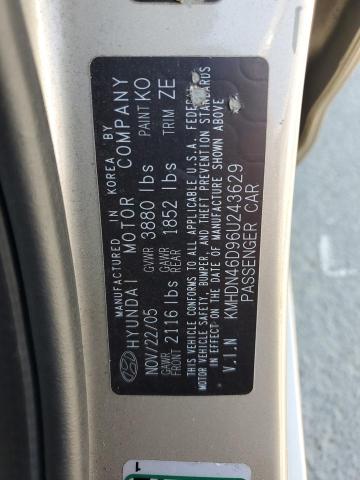 MANUFACTURED IN KOREA BY
HYUNDAI MOTOR COMPANY
NOV/22/05 GVWR 3880 lbs PAINT KO
GAWR FRONT 2116 lbs GAWR REAR 1852 lbs TRIM ZE
THIS VEHICLE CONFORMS TO ALL APPLICABLE U.S.A. FEDERAL
MOTOR VEHICLE SAFETY, BUMPER, AND THEFT PREVENTION STANDARDS
IN EFFECT ON THE DATE OF MANUFACTURE SHOWN ABOVE
V.I.N KMHDN46D96U243629
PASSENGER CAR
1